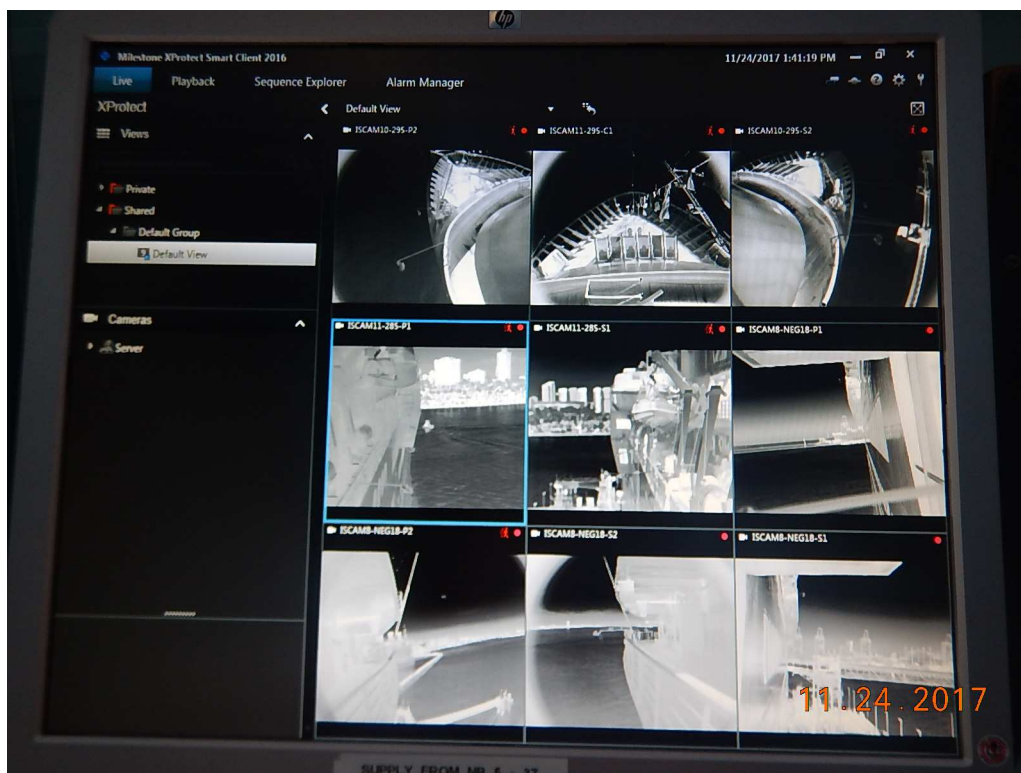 hp
Milestone XProtect Smart Client 2016
11/24/2017 1:41:19 PM
Live Playback Sequence Explorer Alarm Manager
XProtect
Default View
Views
ISCAM10-295-P2
ISCAM11-295-C1
ISCAM10-295-S2
Private
Shared
Default Group
Default View
Cameras
Server
ISCAM11-285-P1
ISCAM11-285-S1
ISCAM8-NEG18-P1
ISCAM8-NEG18-P2
ISCAM8-NEG18-S2
ISCAM8-NEG18-S1
11.24.2017
SUPPLY FROM